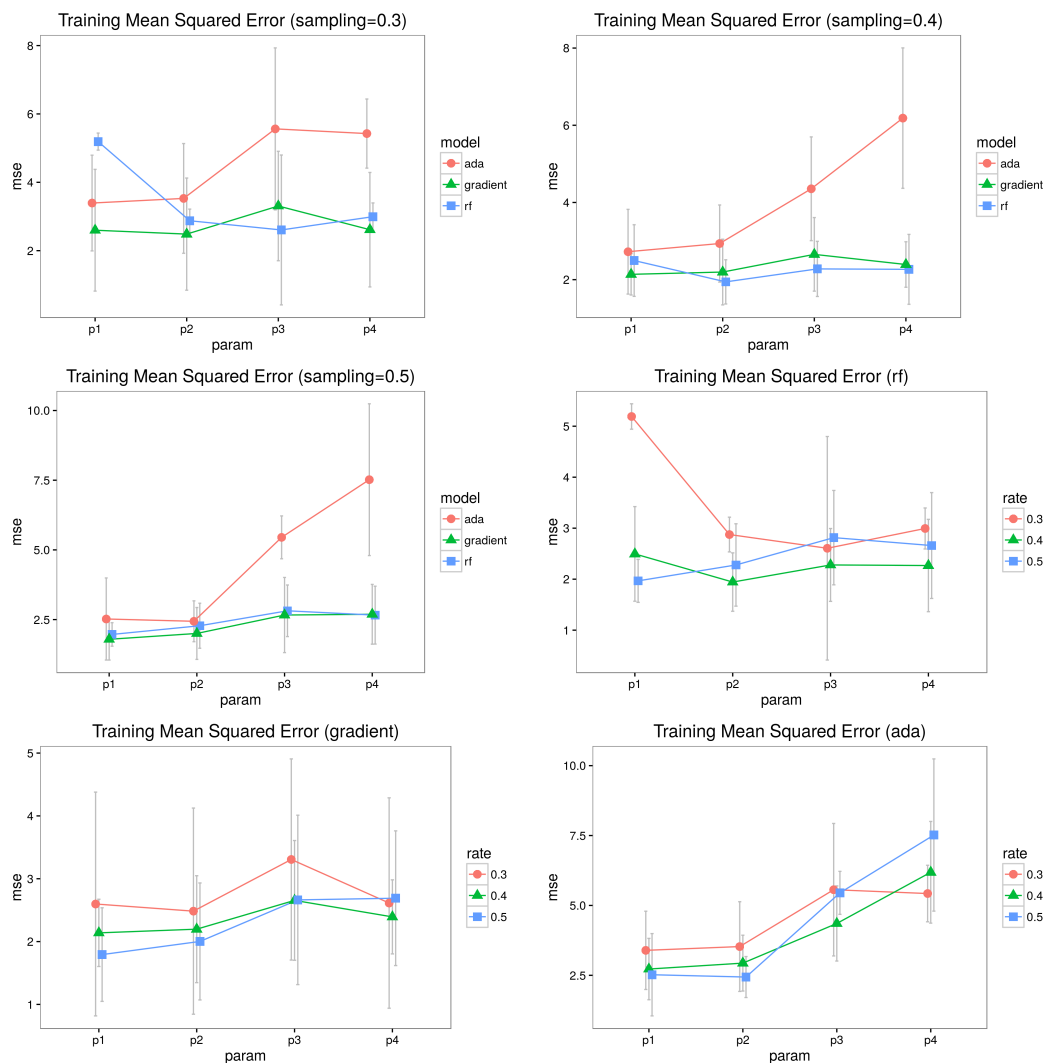 Training Mean Squared Error (sampling=0.3)
8
6
4
2
mse
p1 p2 p3 p4
param
model
ada
gradient
rf
Training Mean Squared Error (sampling=0.4)
8
6
4
2
mse
p1 p2 p3 p4
param
model
ada
gradient
rf
Training Mean Squared Error (sampling=0.5)
10.0
7.5
5.0
2.5
mse
p1 p2 p3 p4
param
model
ada
gradient
rf
Training Mean Squared Error (rf)
5
4
3
2
1
mse
p1 p2 p3 p4
param
rate
0.3
0.4
0.5
Training Mean Squared Error (gradient)
5
4
3
2
1
mse
p1 p2 p3 p4
param
rate
0.3
0.4
0.5
Training Mean Squared Error (ada)
10.0
7.5
5.0
2.5
mse
p1 p2 p3 p4
param
rate
0.3
0.4
0.5